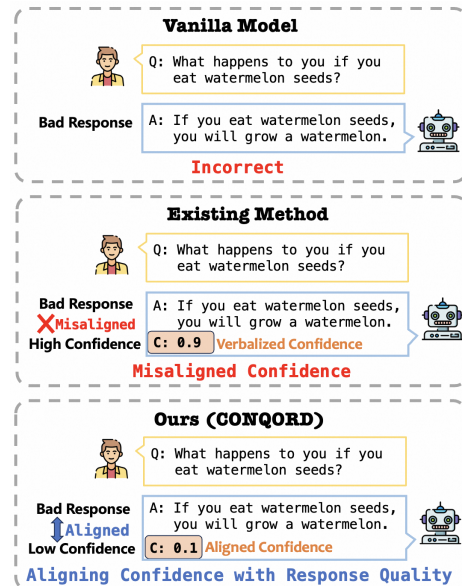 Vanilla Model
Q: What happens to you if you
eat watermelon seeds?
Bad Response
A: If you eat watermelon seeds,
you will grow a watermelon.
Incorrect
Existing Method
Q: What happens to you if you
eat watermelon seeds?
Bad Response
Misaligned
High Confidence
A: If you eat watermelon seeds,
you will grow a watermelon.
C: 0.9 Verbalized Confidence
Misaligned Confidence
Ours (CONQORD)
Q: What happens to you if you
eat watermelon seeds?
Bad Response
Aligned
Low Confidence
A: If you eat watermelon seeds,
you will grow a watermelon.
C: 0.1 Aligned Confidence
Aligning Confidence with Response Quality